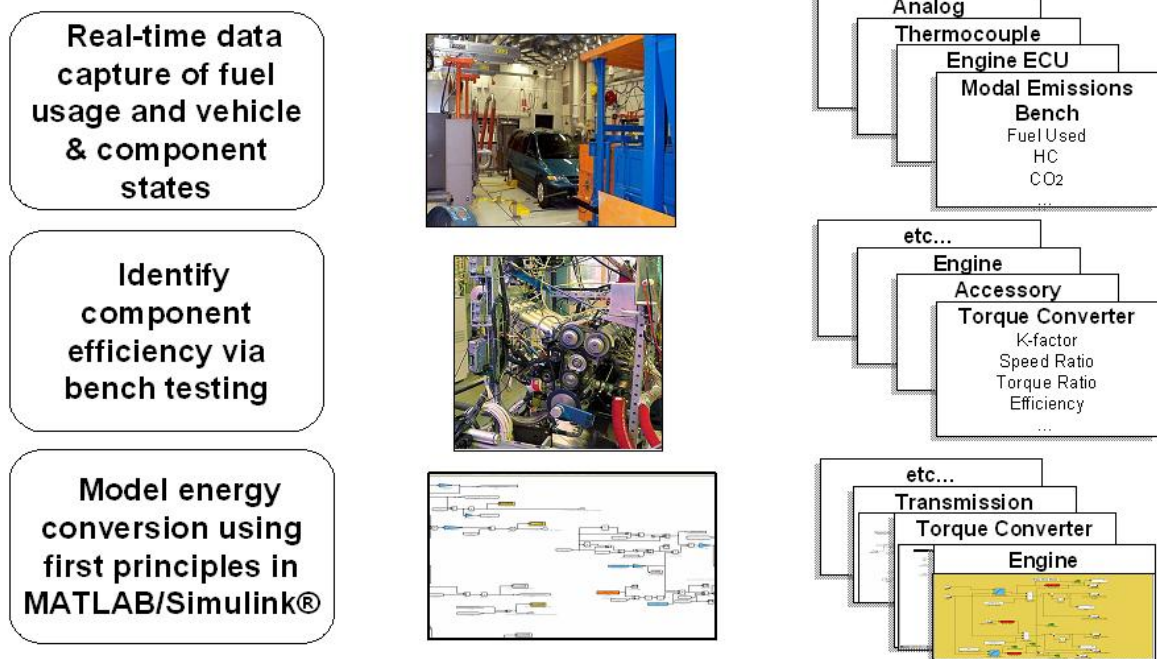 Real-time data
capture of fuel
usage and vehicle
& component
states
Analog
Thermocouple
Engine ECU
Modal Emissions
Bench
Fuel Used
HC
CO2
...
Identify
component
efficiency via
bench testing
etc...
Engine
Accessory
Torque Converter
K-factor
Speed Ratio
Torque Ratio
Efficiency
...
Model energy
conversion using
first principles in
MATLAB/Simulink®
etc...
Transmission
Torque Converter
Engine